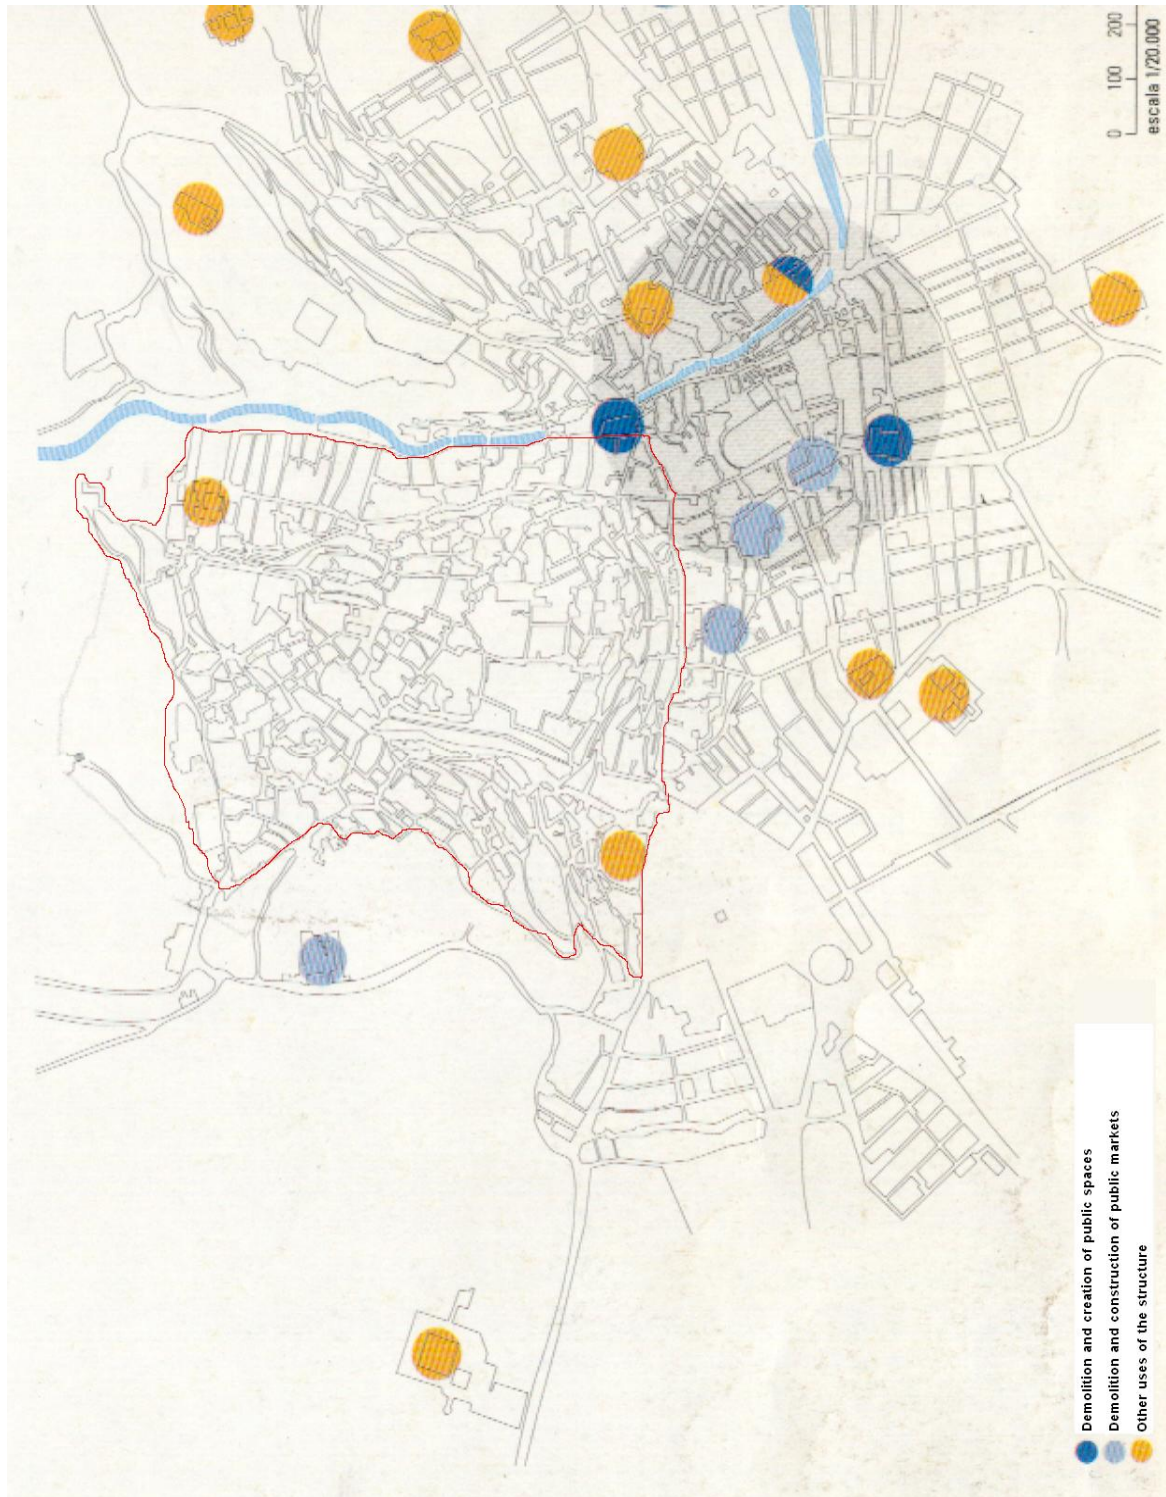 0 100 200
escala 1/20.000
Demolition and creation of public spaces
Demolition and construction of public markets
Other uses of the structure